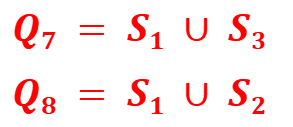 Q₇ = S₁ ∪ S₃
Q₈ = S₁ ∪ S₂